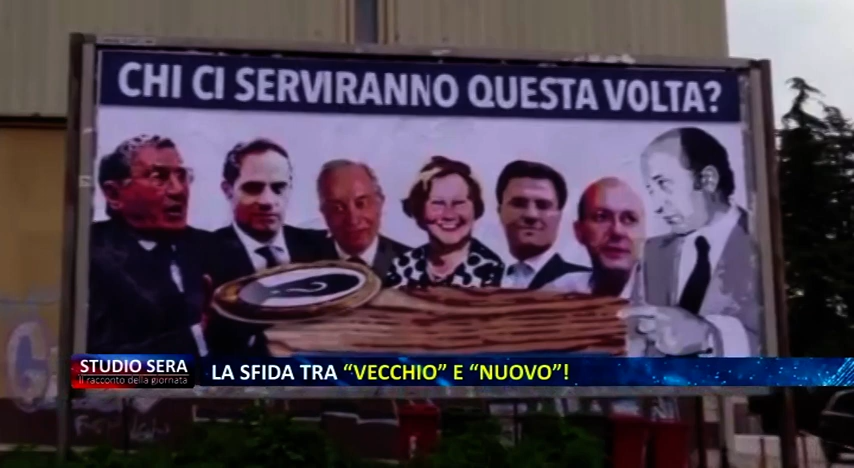 CHI CI SERVIRANNO QUESTA VOLTA?
STUDIO SERA
Il racconto della giornata
LA SFIDA TRA “VECCHIO” E “NUOVO”!